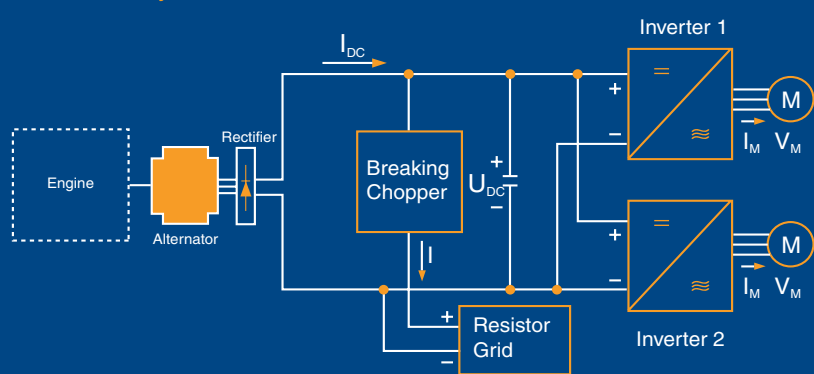 Inverter 1
I_DC
=
+
M
Rectifier
−
≋
I_M V_M
Engine
Breaking
Chopper
+
U_DC
−
=
Alternator
+
M
I
−
≋
I_M V_M
+
Resistor
Grid
−
Inverter 2